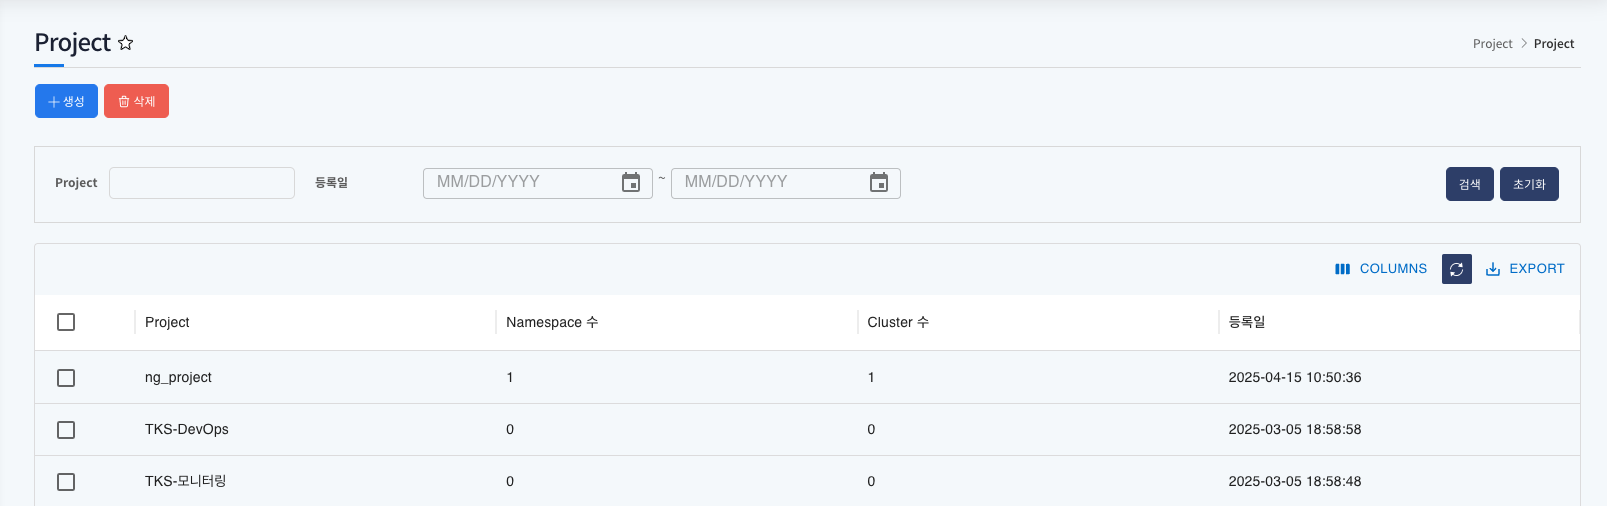 Project
Project > Project
생성 삭제
Project 등록일 MM/DD/YYYY ~ MM/DD/YYYY 검색 초기화
COLUMNS EXPORT
Project Namespace 수 Cluster 수 등록일
ng_project 1 1 2025-04-15 10:50:36
TKS-DevOps 0 0 2025-03-05 18:58:58
TKS-모니터링 0 0 2025-03-05 18:58:48